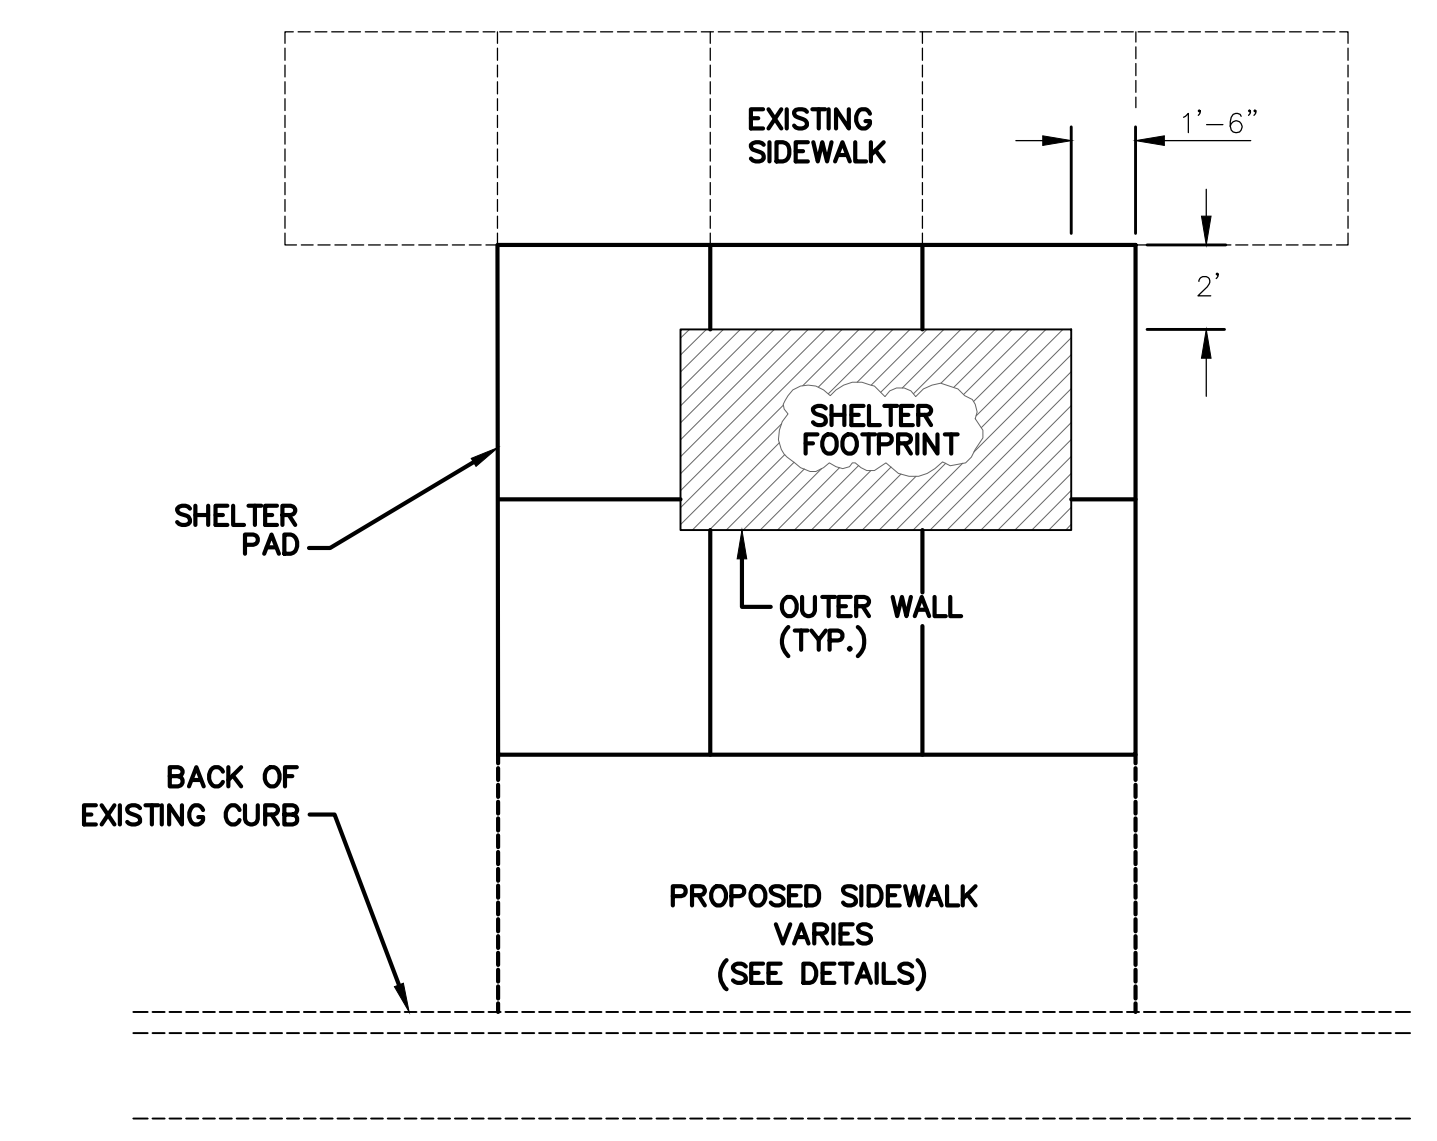 EXISTING
SIDEWALK
1'-6"
2'
SHELTER
FOOTPRINT
SHELTER
PAD
OUTER WALL
(TYP.)
BACK OF
EXISTING CURB
PROPOSED SIDEWALK
VARIES
(SEE DETAILS)